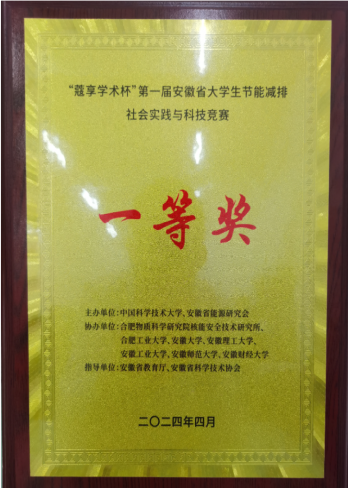 “蔻享学术杯”第一届安徽省大学生节能减排
社会实践与科技竞赛
一等奖
主办单位:中国科学技术大学、安徽省能源研究会
协办单位:合肥物质科学研究院核能安全技术研究所、
合肥工业大学、安徽大学、安徽理工大学、
安徽工业大学、安徽师范大学、安徽财经大学
指导单位:安徽省教育厅、安徽省科学技术协会
二〇二四年四月